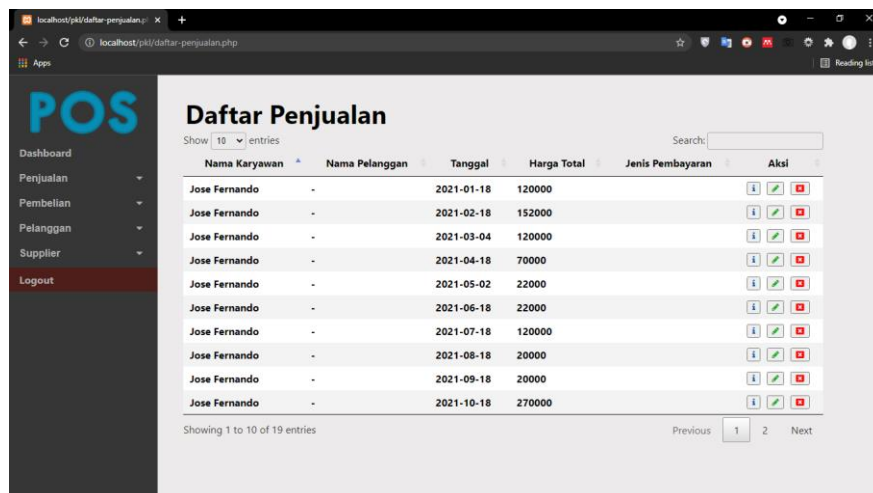 localhost/pkl/daftar-penjualan.p
localhost/pkl/daftar-penjualan.php
Apps
Reading list
POS
Dashboard
Penjualan
Pembelian
Pelanggan
Supplier
Logout
Daftar Penjualan
Show 10 entries
Search:
Nama Karyawan Nama Pelanggan Tanggal Harga Total Jenis Pembayaran Aksi
Jose Fernando - 2021-01-18 120000
Jose Fernando - 2021-02-18 152000
Jose Fernando - 2021-03-04 120000
Jose Fernando - 2021-04-18 70000
Jose Fernando - 2021-05-02 22000
Jose Fernando - 2021-06-18 22000
Jose Fernando - 2021-07-18 120000
Jose Fernando - 2021-08-18 20000
Jose Fernando - 2021-09-18 20000
Jose Fernando - 2021-10-18 270000
Showing 1 to 10 of 19 entries
Previous 1 2 Next